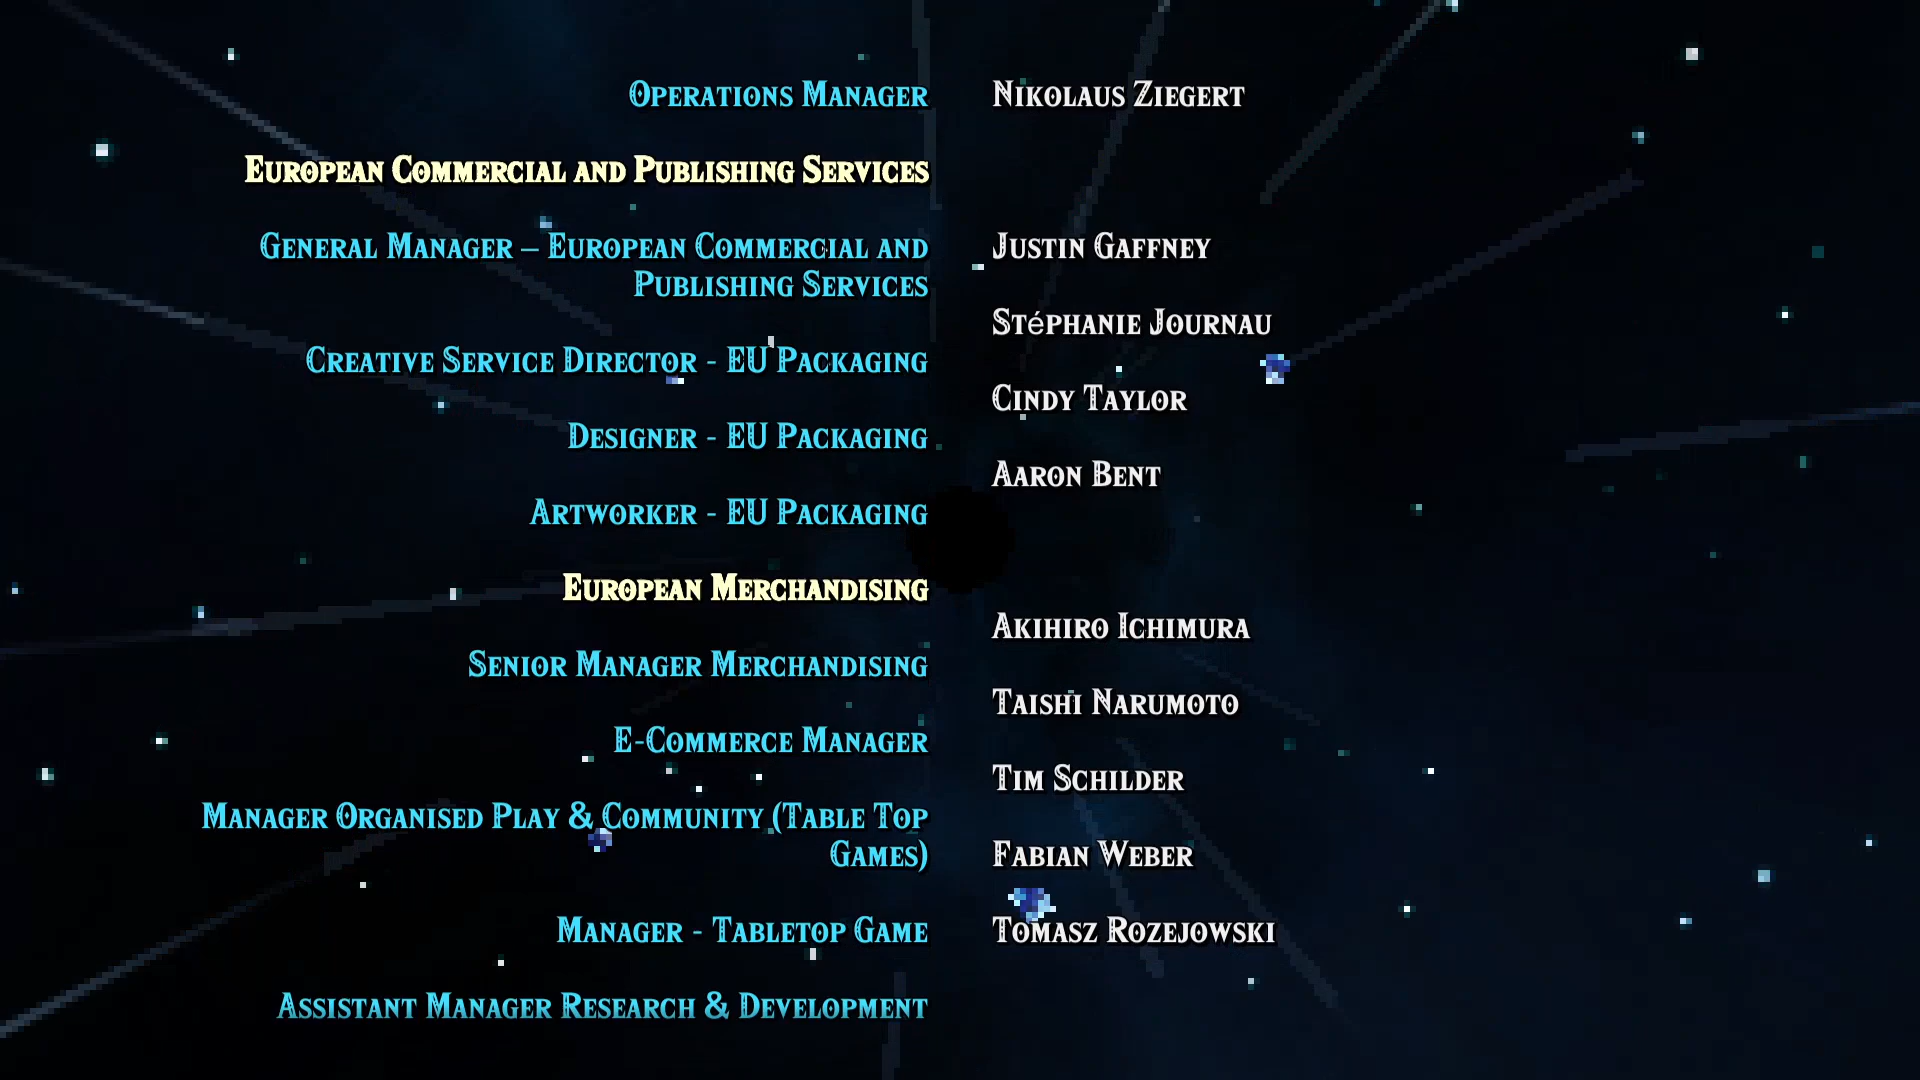 Operations Manager Nikolaus Ziegert
European Commercial and Publishing Services
General Manager – European Commercial and Justin Gaffney
Publishing Services
Stéphanie Journau
Creative Service Director - EU Packaging
Cindy Taylor
Designer - EU Packaging
Aaron Bent
Artworker - EU Packaging
European Merchandising
Akihiro Ichimura
Senior Manager Merchandising
Taishi Narumoto
E-Commerce Manager
Tim Schilder
Manager Organised Play & Community (Table Top
Games) Fabian Weber
Manager - Tabletop Game Tomasz Rozejowski
Assistant Manager Research & Development